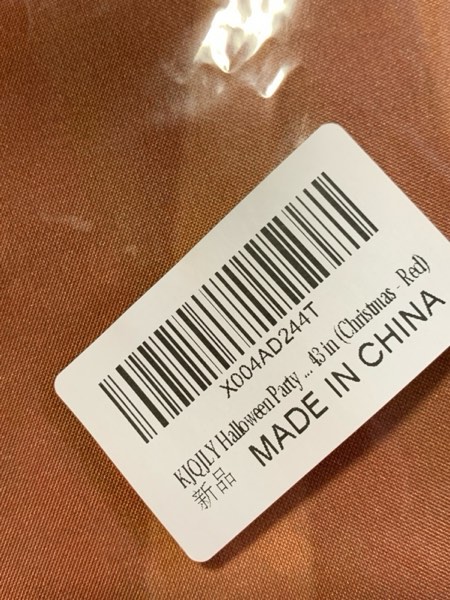 X004AD244T
KJQJLY Halloween Party ... 43 in (Christmas - Red)
新品
MADE IN CHINA